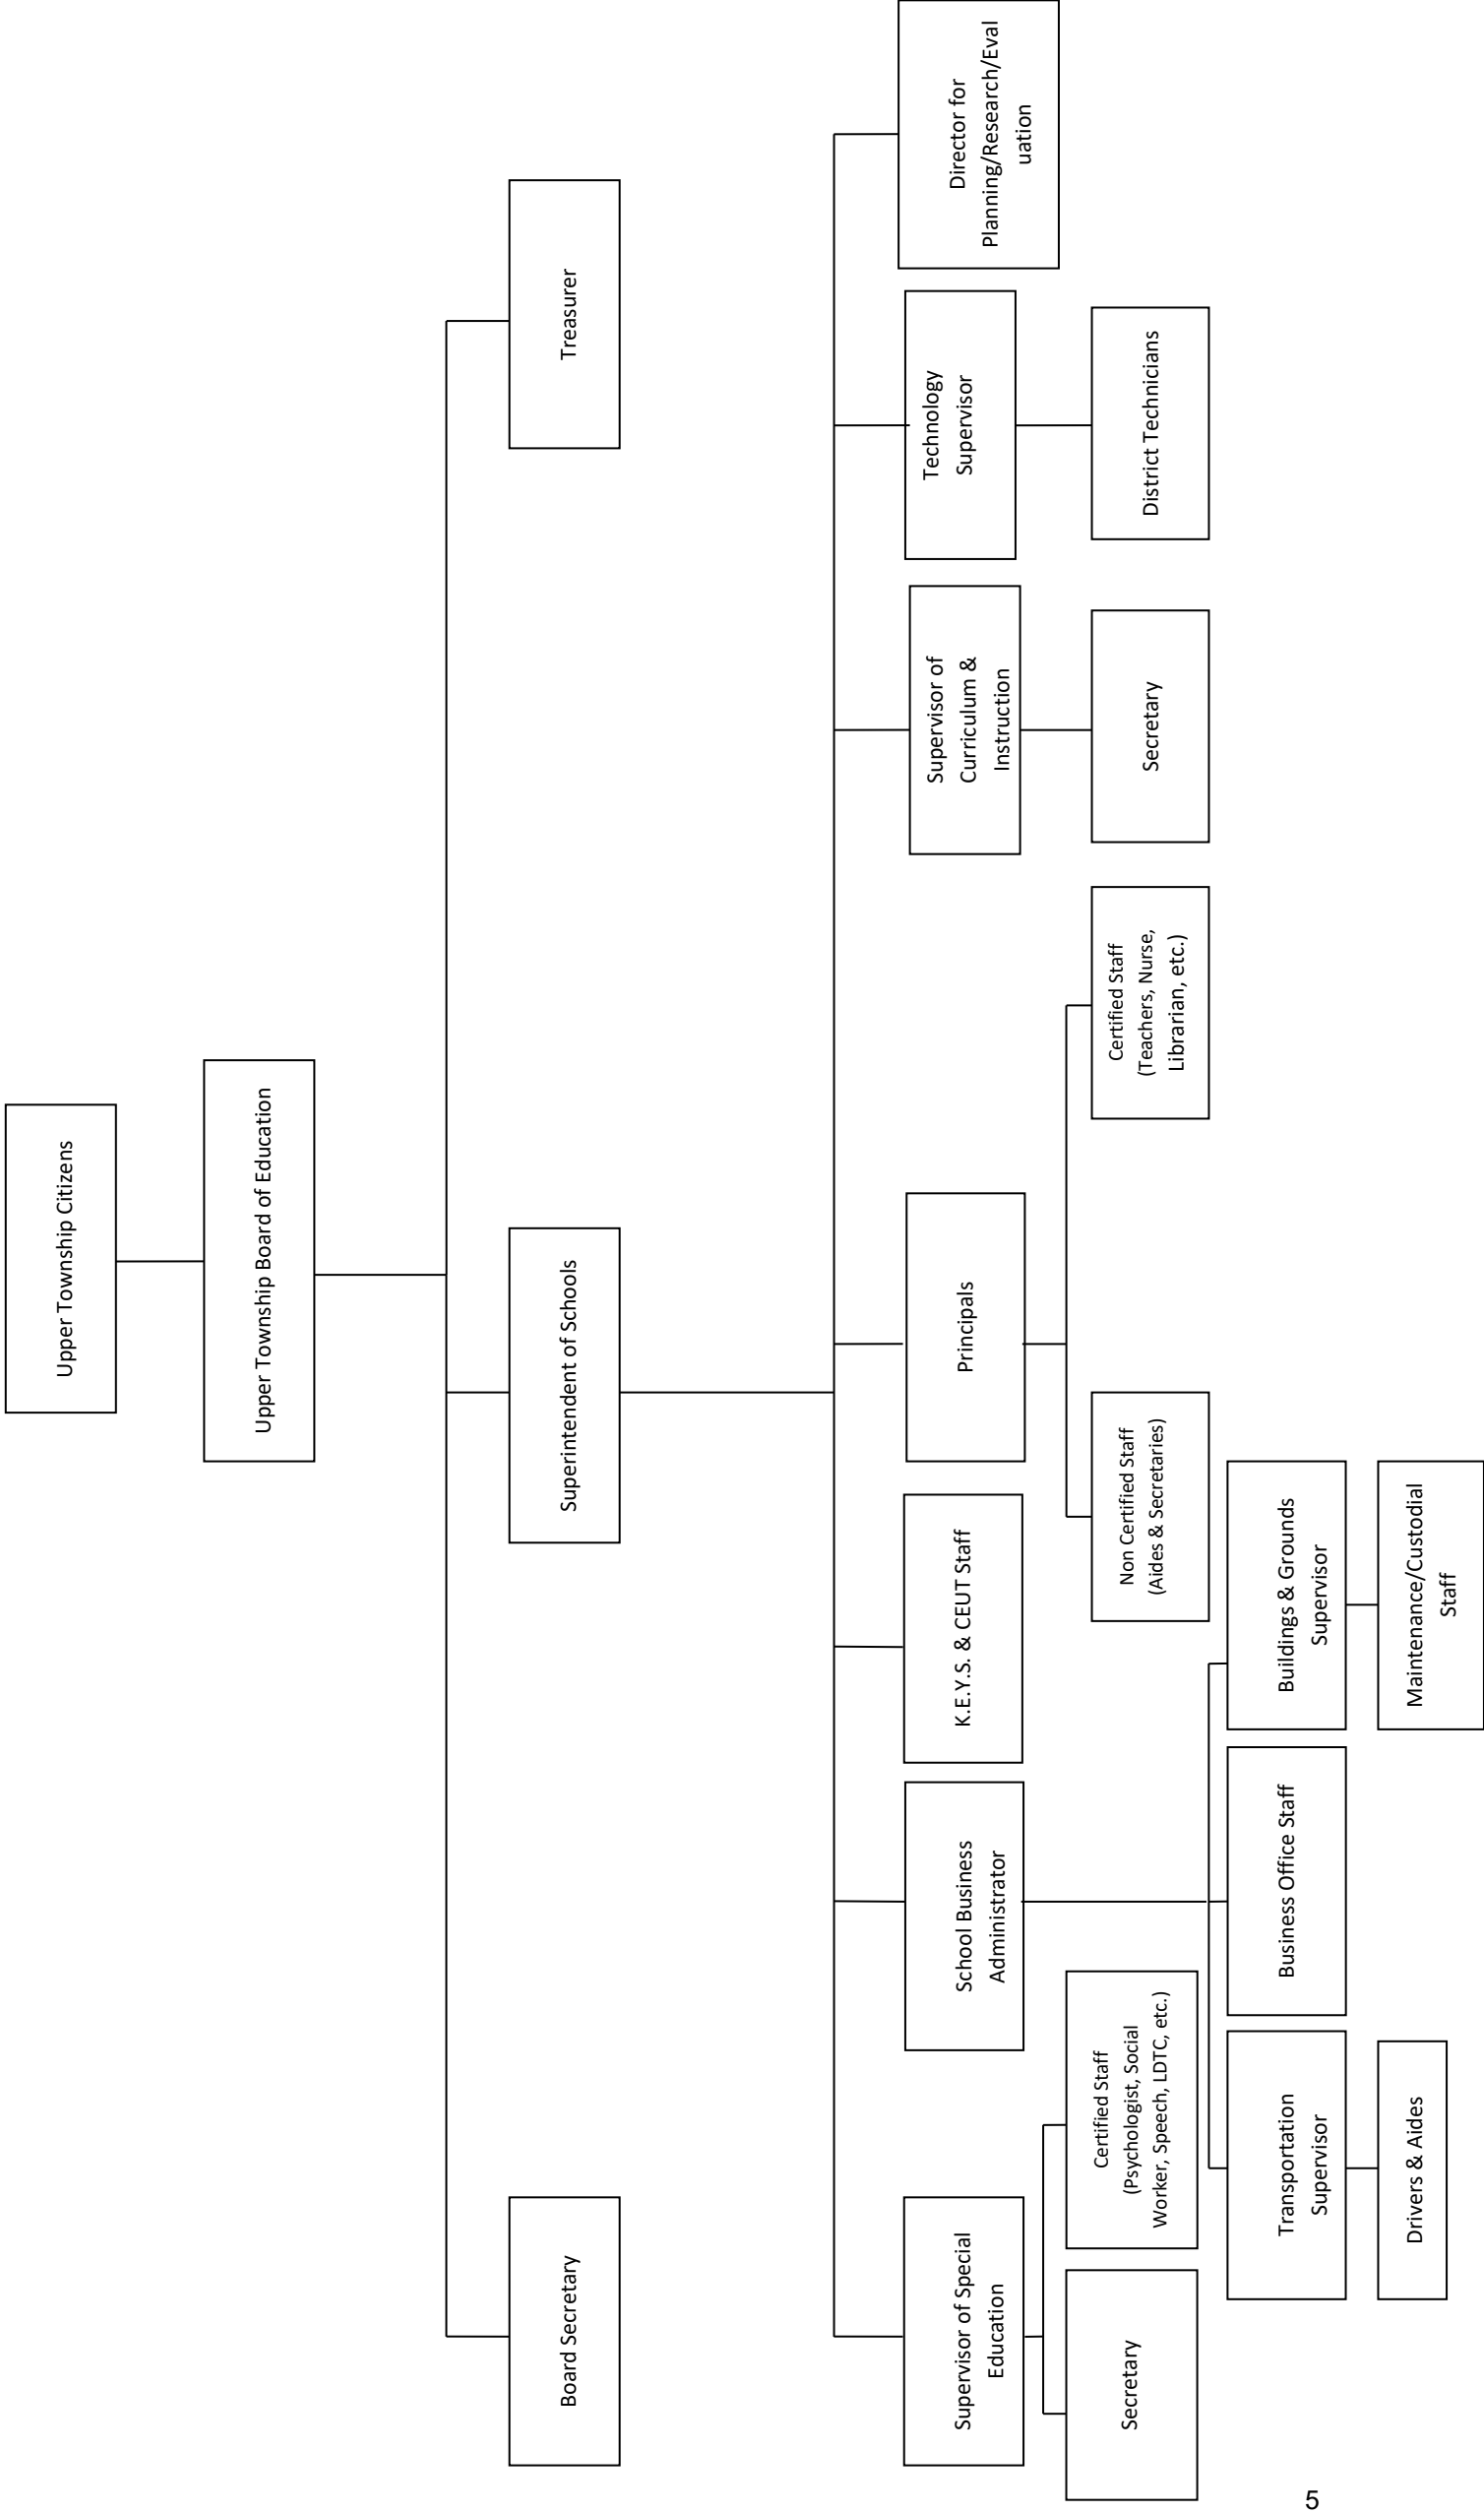 Upper Township Citizens
Upper Township Board of Education
Board Secretary
Superintendent of Schools
Treasurer
Supervisor of Special
Education
School Business
Administrator
K.E.Y.S. & CEUT Staff
Principals
Supervisor of
Curriculum &
Instruction
Technology
Supervisor
Director for
Planning/Research/Eval
uation
Secretary
Certified Staff
(Psychologist, Social
Worker, Speech, LDTC, etc.)
Non Certified Staff
(Aides & Secretaries)
Certified Staff
(Teachers, Nurse,
Librarian, etc.)
Secretary
District Technicians
Transportation
Supervisor
Business Office Staff
Buildings & Grounds
Supervisor
Drivers & Aides
Maintenance/Custodial
Staff
5